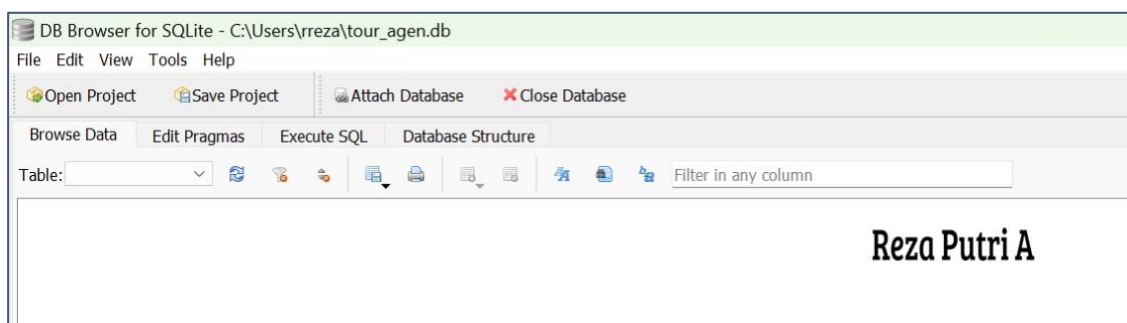 DB Browser for SQLite - C:\Users\rreza\tour_agen.db
File Edit View Tools Help
Open Project Save Project Attach Database Close Database
Browse Data Edit Pragmas Execute SQL Database Structure
Table: Filter in any column
Reza Putri A